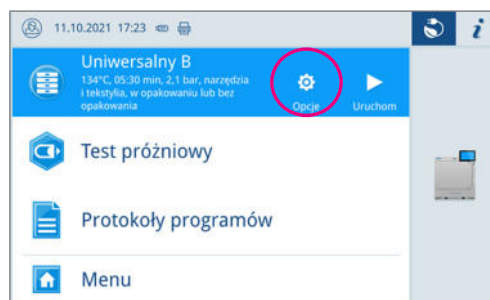 11.10.2021 17:23
i
Uniwersalny B
134°C, 05:30 min, 2,1 bar, narzędzia
i tekstylia, w opakowaniu lub bez
opakowania
Opcje
Uruchom
Test próżniowy
Protokoły programów
Menu